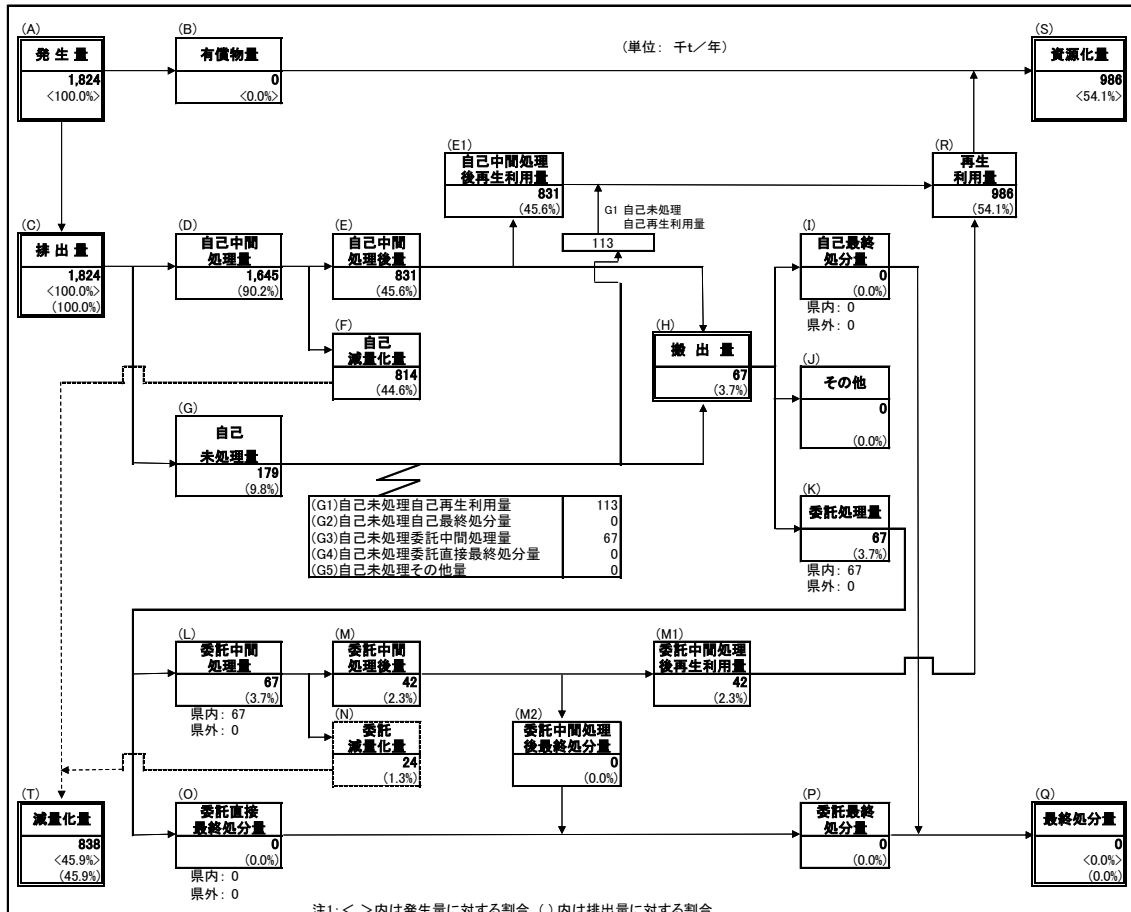 (A)
発 生 量
1,824
<100.0%>
(B)
有償物量
0
<0.0%>
(単位: 千t/年)
(S)
資源化量
986
<54.1%>
(E1)
自己中間処理
後再生利用量
831
(45.6%)
G1 自己未処理
自己再生利用量
113
(R)
再生
利用量
986
(54.1%)
(C)
排 出 量
1,824
<100.0%>
(100.0%)
(D)
自己中間
処理量
1,645
(90.2%)
(E)
自己中間
処理後量
831
(45.6%)
(F)
自己
減量化量
814
(44.6%)
(G)
自己
未処理量
179
(9.8%)
(H)
搬 出 量
67
(3.7%)
(I)
自己最終
処分量
0
(0.0%)
県内: 0
県外: 0
(J)
その他
0
(0.0%)
(K)
委託処理量
67
(3.7%)
県内: 67
県外: 0
(G1)自己未処理自己再生利用量 113
(G2)自己未処理自己最終処分量 0
(G3)自己未処理委託中間処理量 67
(G4)自己未処理委託直接最終処分量 0
(G5)自己未処理その他量 0
(L)
委託中間
処理量
67
(3.7%)
県内: 67
県外: 0
(M)
委託中間
処理後量
42
(2.3%)
(N)
委託
減量化量
24
(1.3%)
(M1)
委託中間処理
後再生利用量
42
(2.3%)
(M2)
委託中間処理
後最終処分量
0
(0.0%)
(T)
減量化量
838
<45.9%>
(45.9%)
(O)
委託直接
最終処分量
0
(0.0%)
県内: 0
県外: 0
(P)
委託最終
処分量
0
(0.0%)
(Q)
最終処分量
0
<0.0%>
(0.0%)
注1:< >内は発生量に対する割合,( )内は排出量に対する割合